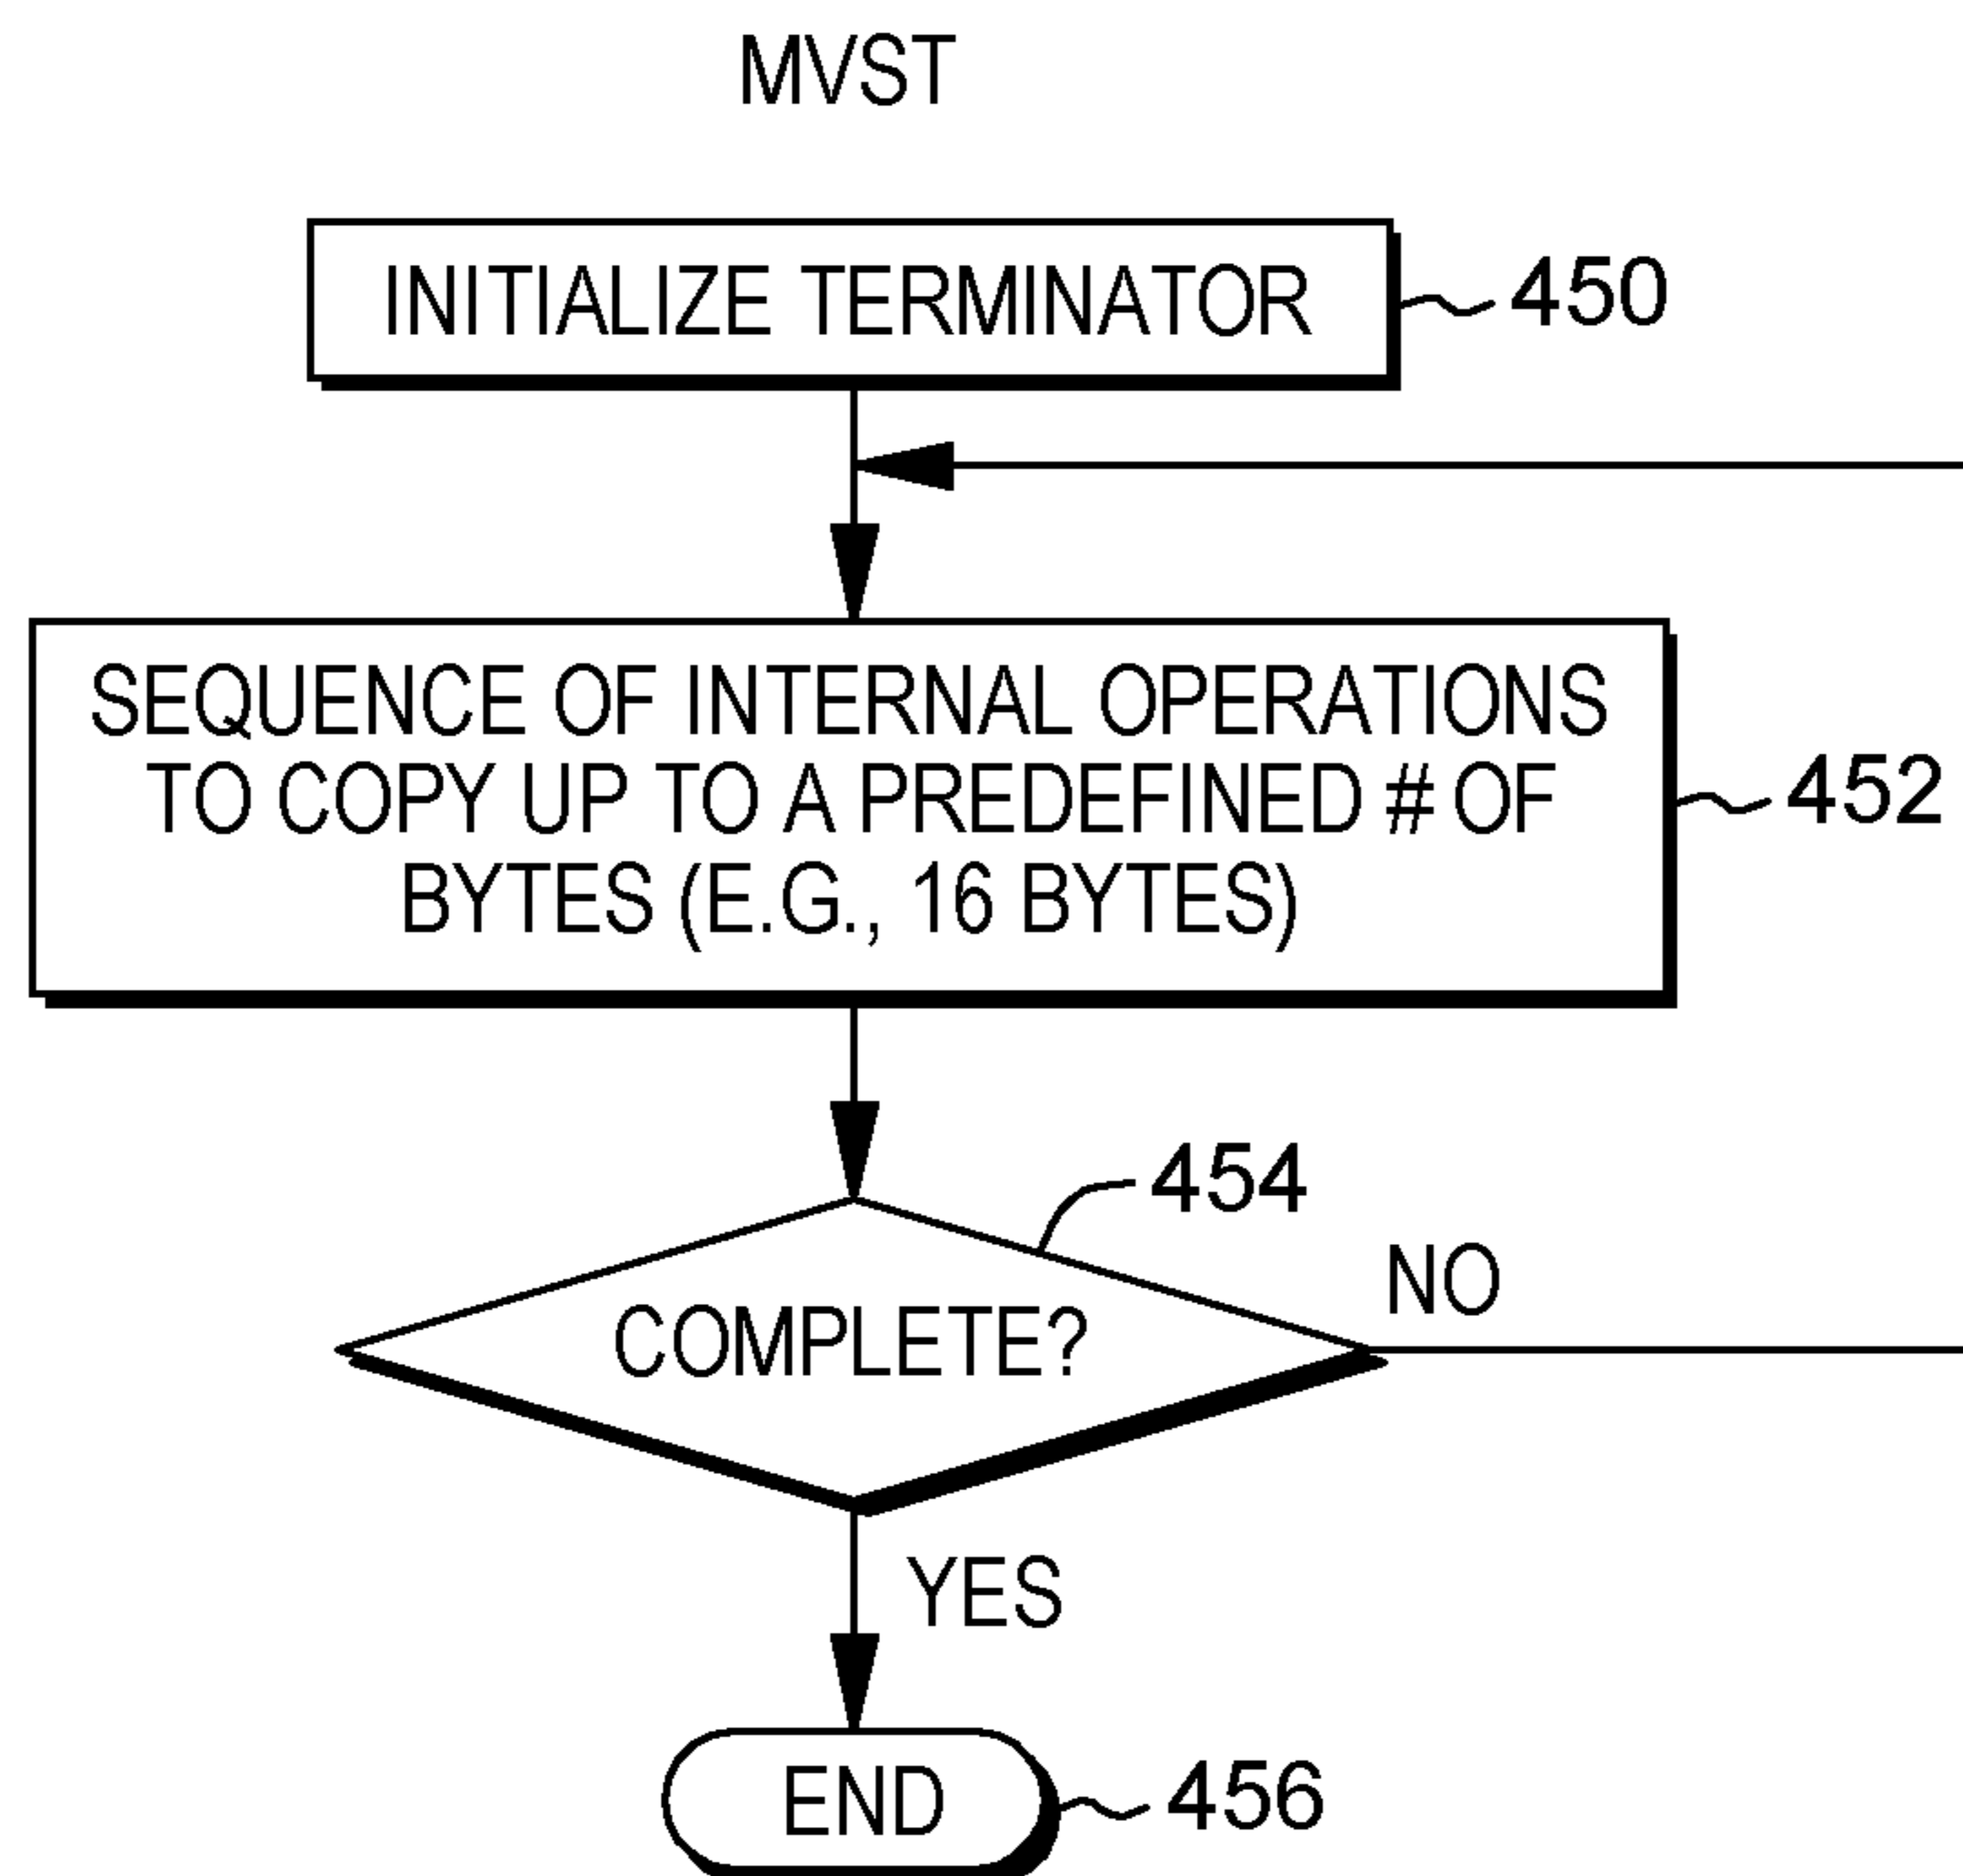 MVST
INITIALIZE TERMINATOR
450
SEQUENCE OF INTERNAL OPERATIONS
TO COPY UP TO A PREDEFINED # OF
BYTES (E.G., 16 BYTES)
452
454
COMPLETE?
NO
YES
END
456